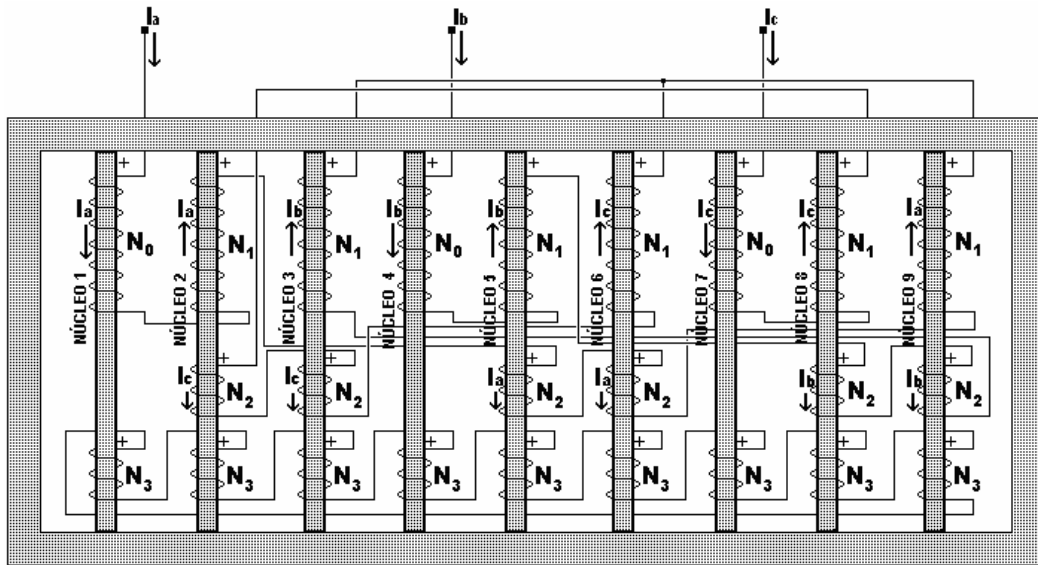 Ia Ib Ic
+ + + + + + + + +
Ia Ia Ib Ib Ib Ic Ic Ic Ia
N0 N1 N1 N0 N1 N1 N0 N1 N1
NÚCLEO 1 NÚCLEO 2 NÚCLEO 3 NÚCLEO 4 NÚCLEO 5 NÚCLEO 6 NÚCLEO 7 NÚCLEO 8 NÚCLEO 9
+ + + + + +
Ic Ic Ia Ia Ib Ib
N2 N2 N2 N2 N2 N2
+ + + + + + + + +
N3 N3 N3 N3 N3 N3 N3 N3 N3